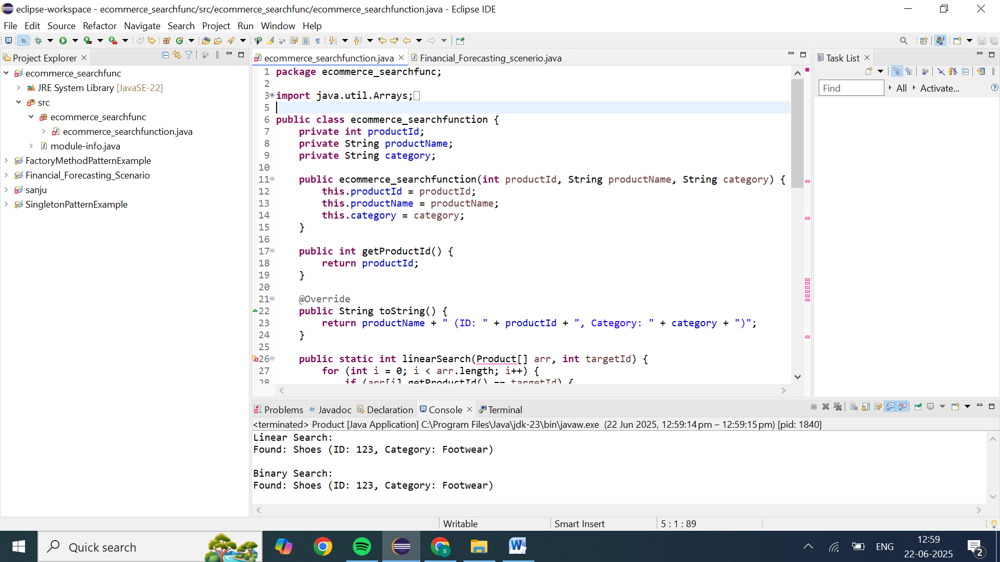 eclipse-workspace - ecommerce_searchfunc/src/ecommerce_searchfunc/ecommerce_searchfunction.java - Eclipse IDE
File Edit Source Refactor Navigate Search Project Run Window Help
Project Explorer
ecommerce_searchfunc
JRE System Library [JavaSE-22]
src
ecommerce_searchfunc
ecommerce_searchfunction.java
module-info.java
FactoryMethodPatternExample
Financial_Forecasting_Scenario
sanju
SingletonPatternExample
ecommerce_searchfunction.java Financial_Forecasting_scenerio.java
1 package ecommerce_searchfunc;
2
3 import java.util.Arrays;
5
6 public class ecommerce_searchfunction {
7 private int productId;
8 private String productName;
9 private String category;
10
11 public ecommerce_searchfunction(int productId, String productName, String category) {
12 this.productId = productId;
13 this.productName = productName;
14 this.category = category;
15 }
16
17 public int getProductId() {
18 return productId;
19 }
20
21 @Override
22 public String toString() {
23 return productName + " (ID: " + productId + ", Category: " + category + ")";
24 }
25
26 public static int linearSearch(Product[] arr, int targetId) {
27 for (int i = 0; i < arr.length; i++) {
28 if (arr[i].getProductId() == targetId) {
Task List
Find All Activate...
Problems Javadoc Declaration Console Terminal
<terminated> Product [Java Application] C:\Program Files\Java\jdk-23\bin\javaw.exe (22 Jun 2025, 12:59:14 pm – 12:59:15 pm) [pid: 1840]
Linear Search:
Found: Shoes (ID: 123, Category: Footwear)
Binary Search:
Found: Shoes (ID: 123, Category: Footwear)
Writable Smart Insert 5 : 1 : 89
Quick search
ENG
12:59
22-06-2025
2